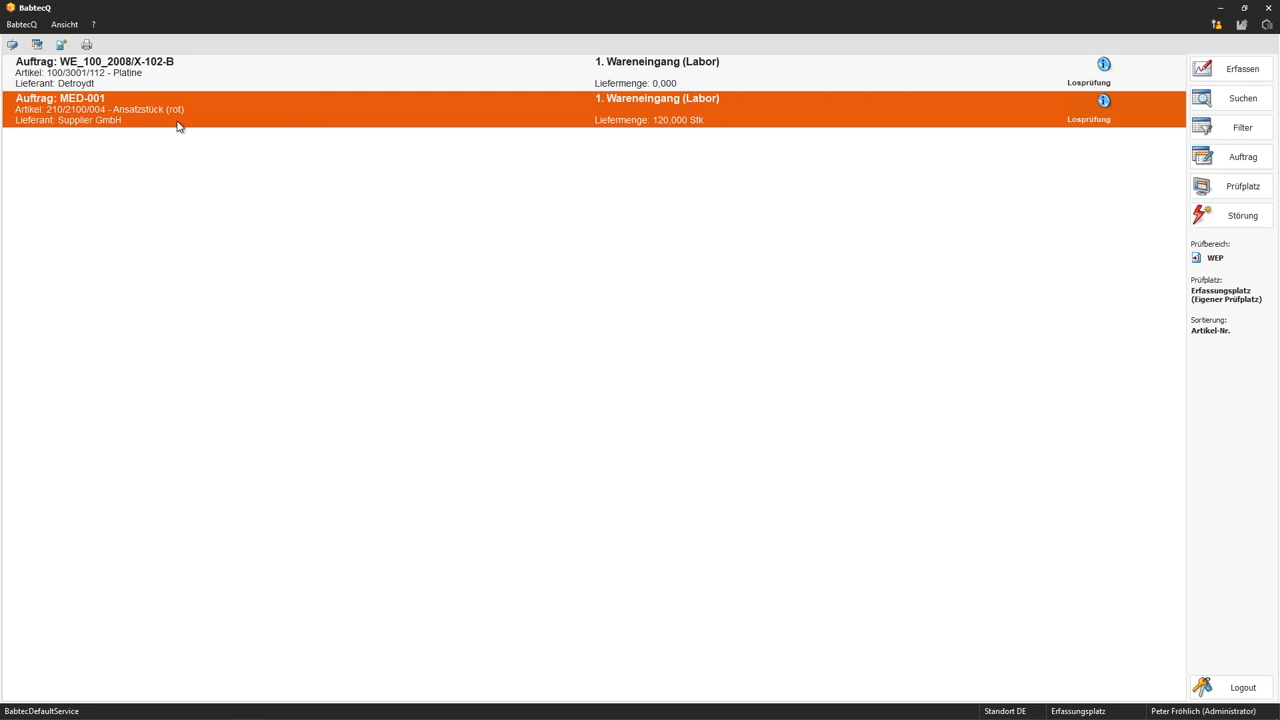 BabtecQ
BabtecQ Ansicht ?
Auftrag: WE_100_2008/X-102-B
Artikel: 100/3001/112 - Platine
Lieferant: Detroydt
1. Wareneingang (Labor)
Liefermenge: 0,000
Losprüfung
Auftrag: MED-001
Artikel: 210/2100/004 - Ansatzstück (rot)
Lieferant: Supplier GmbH
1. Wareneingang (Labor)
Liefermenge: 120,000 Stk
Losprüfung
Erfassen
Suchen
Filter
Auftrag
Prüfplatz
Störung
Prüfbereich:
WEP
Prüfplatz:
Erfassungsplatz
(Eigener Prüfplatz)
Sortierung:
Artikel-Nr.
Logout
BabtecDefaultService
Standort DE
Erfassungsplatz
Peter Fröhlich (Administrator)